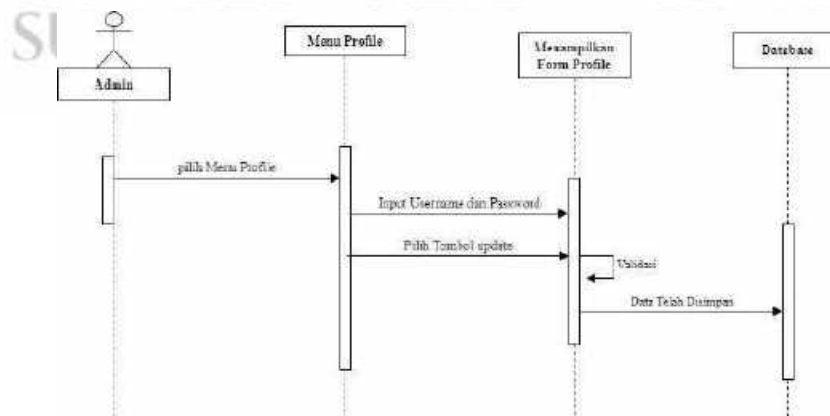 SU
Menu Profile
Menampilkan
Form Profile
Database
Admin
pilih Menu Profile
Input Username dan Password
Pilih Tombol update
Validasi
Data Telah Disimpan